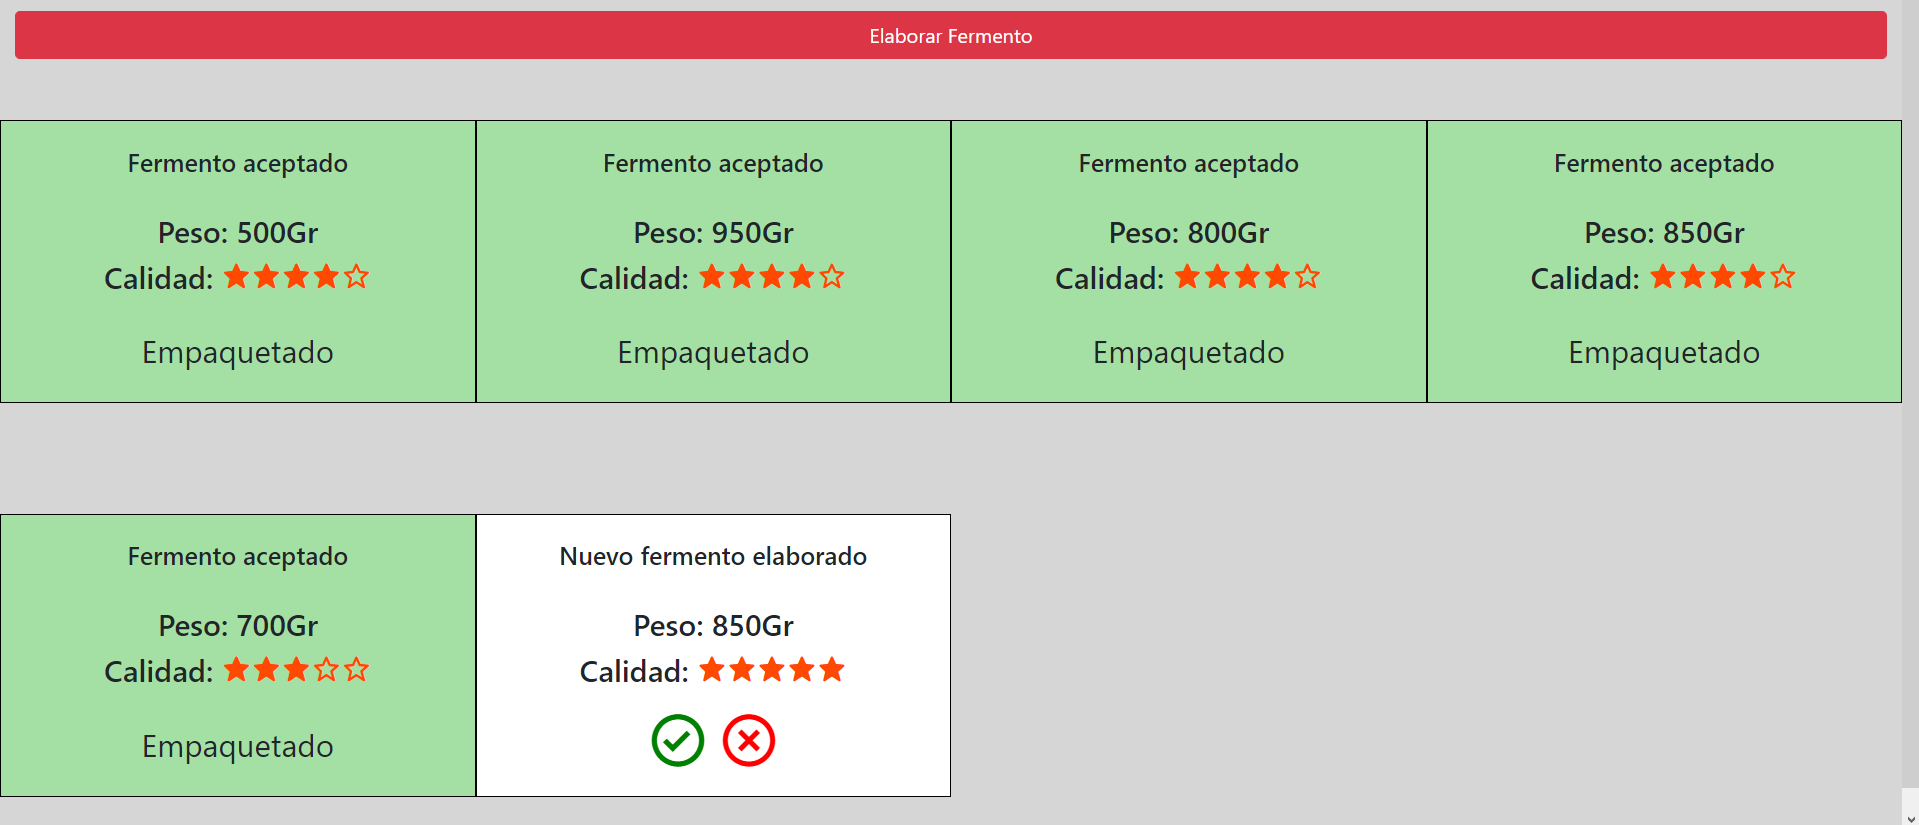 Elaborar Fermento
Fermento aceptado
Peso: 500Gr
Calidad:
Empaquetado
Fermento aceptado
Peso: 950Gr
Calidad:
Empaquetado
Fermento aceptado
Peso: 800Gr
Calidad:
Empaquetado
Fermento aceptado
Peso: 850Gr
Calidad:
Empaquetado
Fermento aceptado
Peso: 700Gr
Calidad:
Empaquetado
Nuevo fermento elaborado
Peso: 850Gr
Calidad: